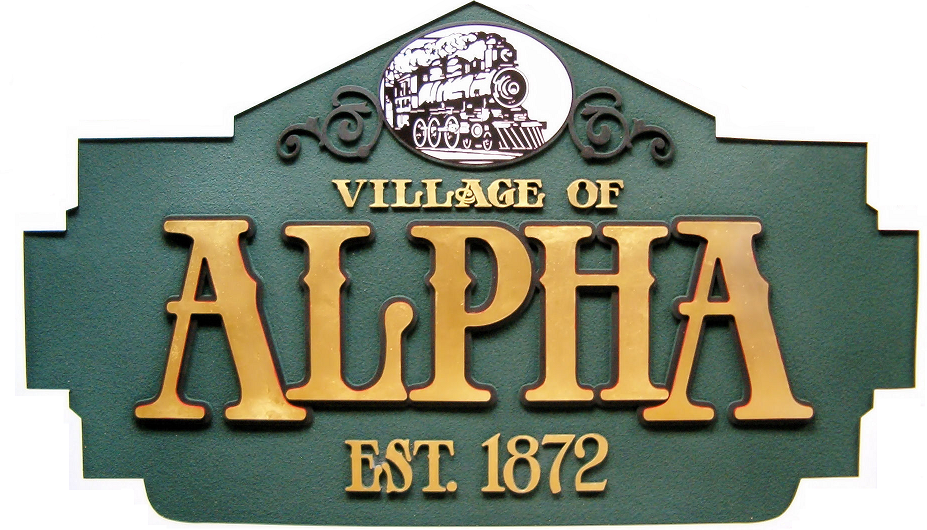 VILLAGE OF
ALPHA
EST. 1872